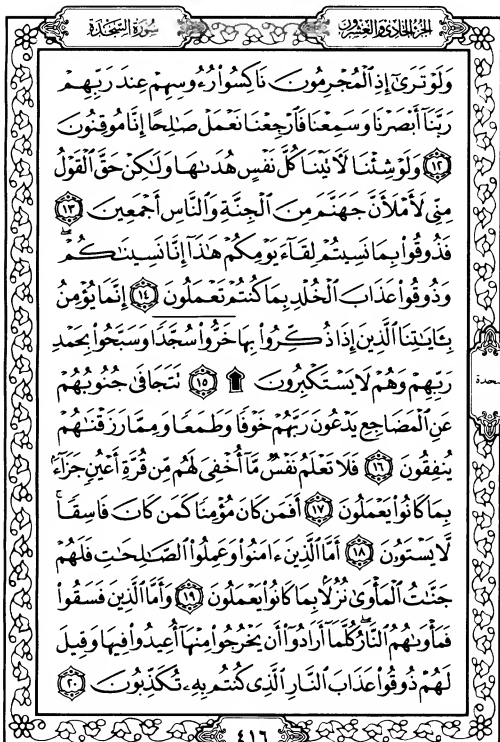 الجزء الحادي والعشرون
سُورَةُ السَّجْدَةِ
وَلَوْ تَرَىٰٓ إِذِ ٱلْمُجْرِمُونَ نَاكِسُواْ رُءُوسِهِمْ عِندَ رَبِّهِمْ
رَبَّنَآ أَبْصَرْنَا وَسَمِعْنَا فَٱرْجِعْنَا نَعْمَلْ صَٰلِحًا إِنَّا مُوقِنُونَ
﴿١٢﴾ وَلَوْ شِئْنَا لَأٓتَيْنَا كُلَّ نَفْسٍ هُدَىٰهَا وَلَٰكِنْ حَقَّ ٱلْقَوْلُ
مِنِّى لَأَمْلَأَنَّ جَهَنَّمَ مِنَ ٱلْجِنَّةِ وَٱلنَّاسِ أَجْمَعِينَ ﴿١٣﴾
فَذُوقُواْ بِمَا نَسِيتُمْ لِقَآءَ يَوْمِكُمْ هَٰذَآ إِنَّا نَسِينَٰكُمْ ۖ
وَذُوقُواْ عَذَابَ ٱلْخُلْدِ بِمَا كُنتُمْ تَعْمَلُونَ ﴿١٤﴾ إِنَّمَا يُؤْمِنُ
بِـَٔايَٰتِنَا ٱلَّذِينَ إِذَا ذُكِّرُواْ بِهَا خَرُّواْ سُجَّدًا وَسَبَّحُواْ بِحَمْدِ
رَبِّهِمْ وَهُمْ لَا يَسْتَكْبِرُونَ ۩ ﴿١٥﴾ تَتَجَافَىٰ جُنُوبُهُمْ
عَنِ ٱلْمَضَاجِعِ يَدْعُونَ رَبَّهُمْ خَوْفًا وَطَمَعًا وَمِمَّا رَزَقْنَٰهُمْ
يُنفِقُونَ ﴿١٦﴾ فَلَا تَعْلَمُ نَفْسٌ مَّآ أُخْفِىَ لَهُم مِّن قُرَّةِ أَعْيُنٍ جَزَآءًۢ
بِمَا كَانُواْ يَعْمَلُونَ ﴿١٧﴾ أَفَمَن كَانَ مُؤْمِنًا كَمَن كَانَ فَاسِقًا ۚ
لَّا يَسْتَوُۥنَ ﴿١٨﴾ أَمَّا ٱلَّذِينَ ءَامَنُواْ وَعَمِلُواْ ٱلصَّٰلِحَٰتِ فَلَهُمْ
جَنَّٰتُ ٱلْمَأْوَىٰ نُزُلًۢا بِمَا كَانُواْ يَعْمَلُونَ ﴿١٩﴾ وَأَمَّا ٱلَّذِينَ فَسَقُواْ
فَمَأْوَىٰهُمُ ٱلنَّارُ ۖ كُلَّمَآ أَرَادُوٓاْ أَن يَخْرُجُواْ مِنْهَآ أُعِيدُواْ فِيهَا وَقِيلَ
لَهُمْ ذُوقُواْ عَذَابَ ٱلنَّارِ ٱلَّذِى كُنتُم بِهِۦ تُكَذِّبُونَ ﴿٢٠﴾
٤١٦